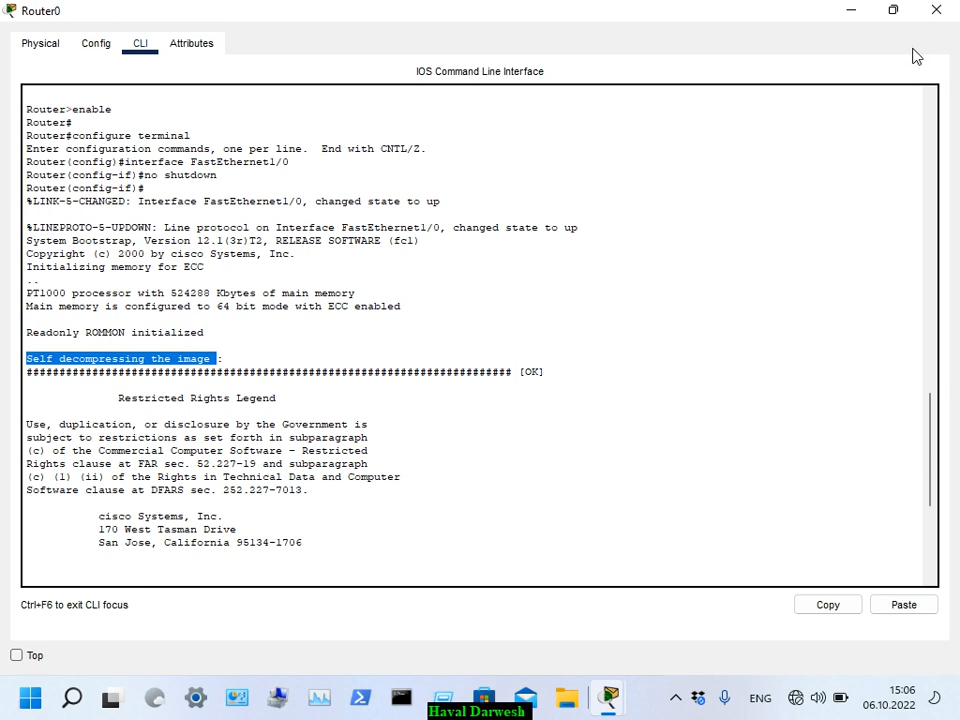 Router0
Physical Config CLI Attributes
IOS Command Line Interface
Router>enable
Router#
Router#configure terminal
Enter configuration commands, one per line. End with CNTL/Z.
Router(config)#interface FastEthernet1/0
Router(config-if)#no shutdown
Router(config-if)#
%LINK-5-CHANGED: Interface FastEthernet1/0, changed state to up
%LINEPROTO-5-UPDOWN: Line protocol on Interface FastEthernet1/0, changed state to up
System Bootstrap, Version 12.1(3r)T2, RELEASE SOFTWARE (fc1)
Copyright (c) 2000 by cisco Systems, Inc.
Initializing memory for ECC
..
PT1000 processor with 524288 Kbytes of main memory
Main memory is configured to 64 bit mode with ECC enabled
Readonly ROMMON initialized
Self decompressing the image :
########################################################################## [OK]
Restricted Rights Legend
Use, duplication, or disclosure by the Government is
subject to restrictions as set forth in subparagraph
(c) of the Commercial Computer Software - Restricted
Rights clause at FAR sec. 52.227-19 and subparagraph
(c) (1) (ii) of the Rights in Technical Data and Computer
Software clause at DFARS sec. 252.227-7013.
cisco Systems, Inc.
170 West Tasman Drive
San Jose, California 95134-1706
Ctrl+F6 to exit CLI focus
Copy Paste
Top
ENG
15:06
06.10.2022
Haval Darwesh